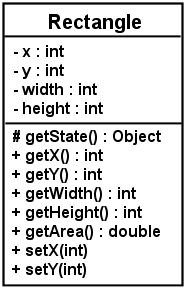 Rectangle
- x : int
- y : int
- width : int
- height : int
# getState() : Object
+ getX() : int
+ getY() : int
+ getWidth() : int
+ getHeight() : int
+ getArea() : double
+ setX(int)
+ setY(int)